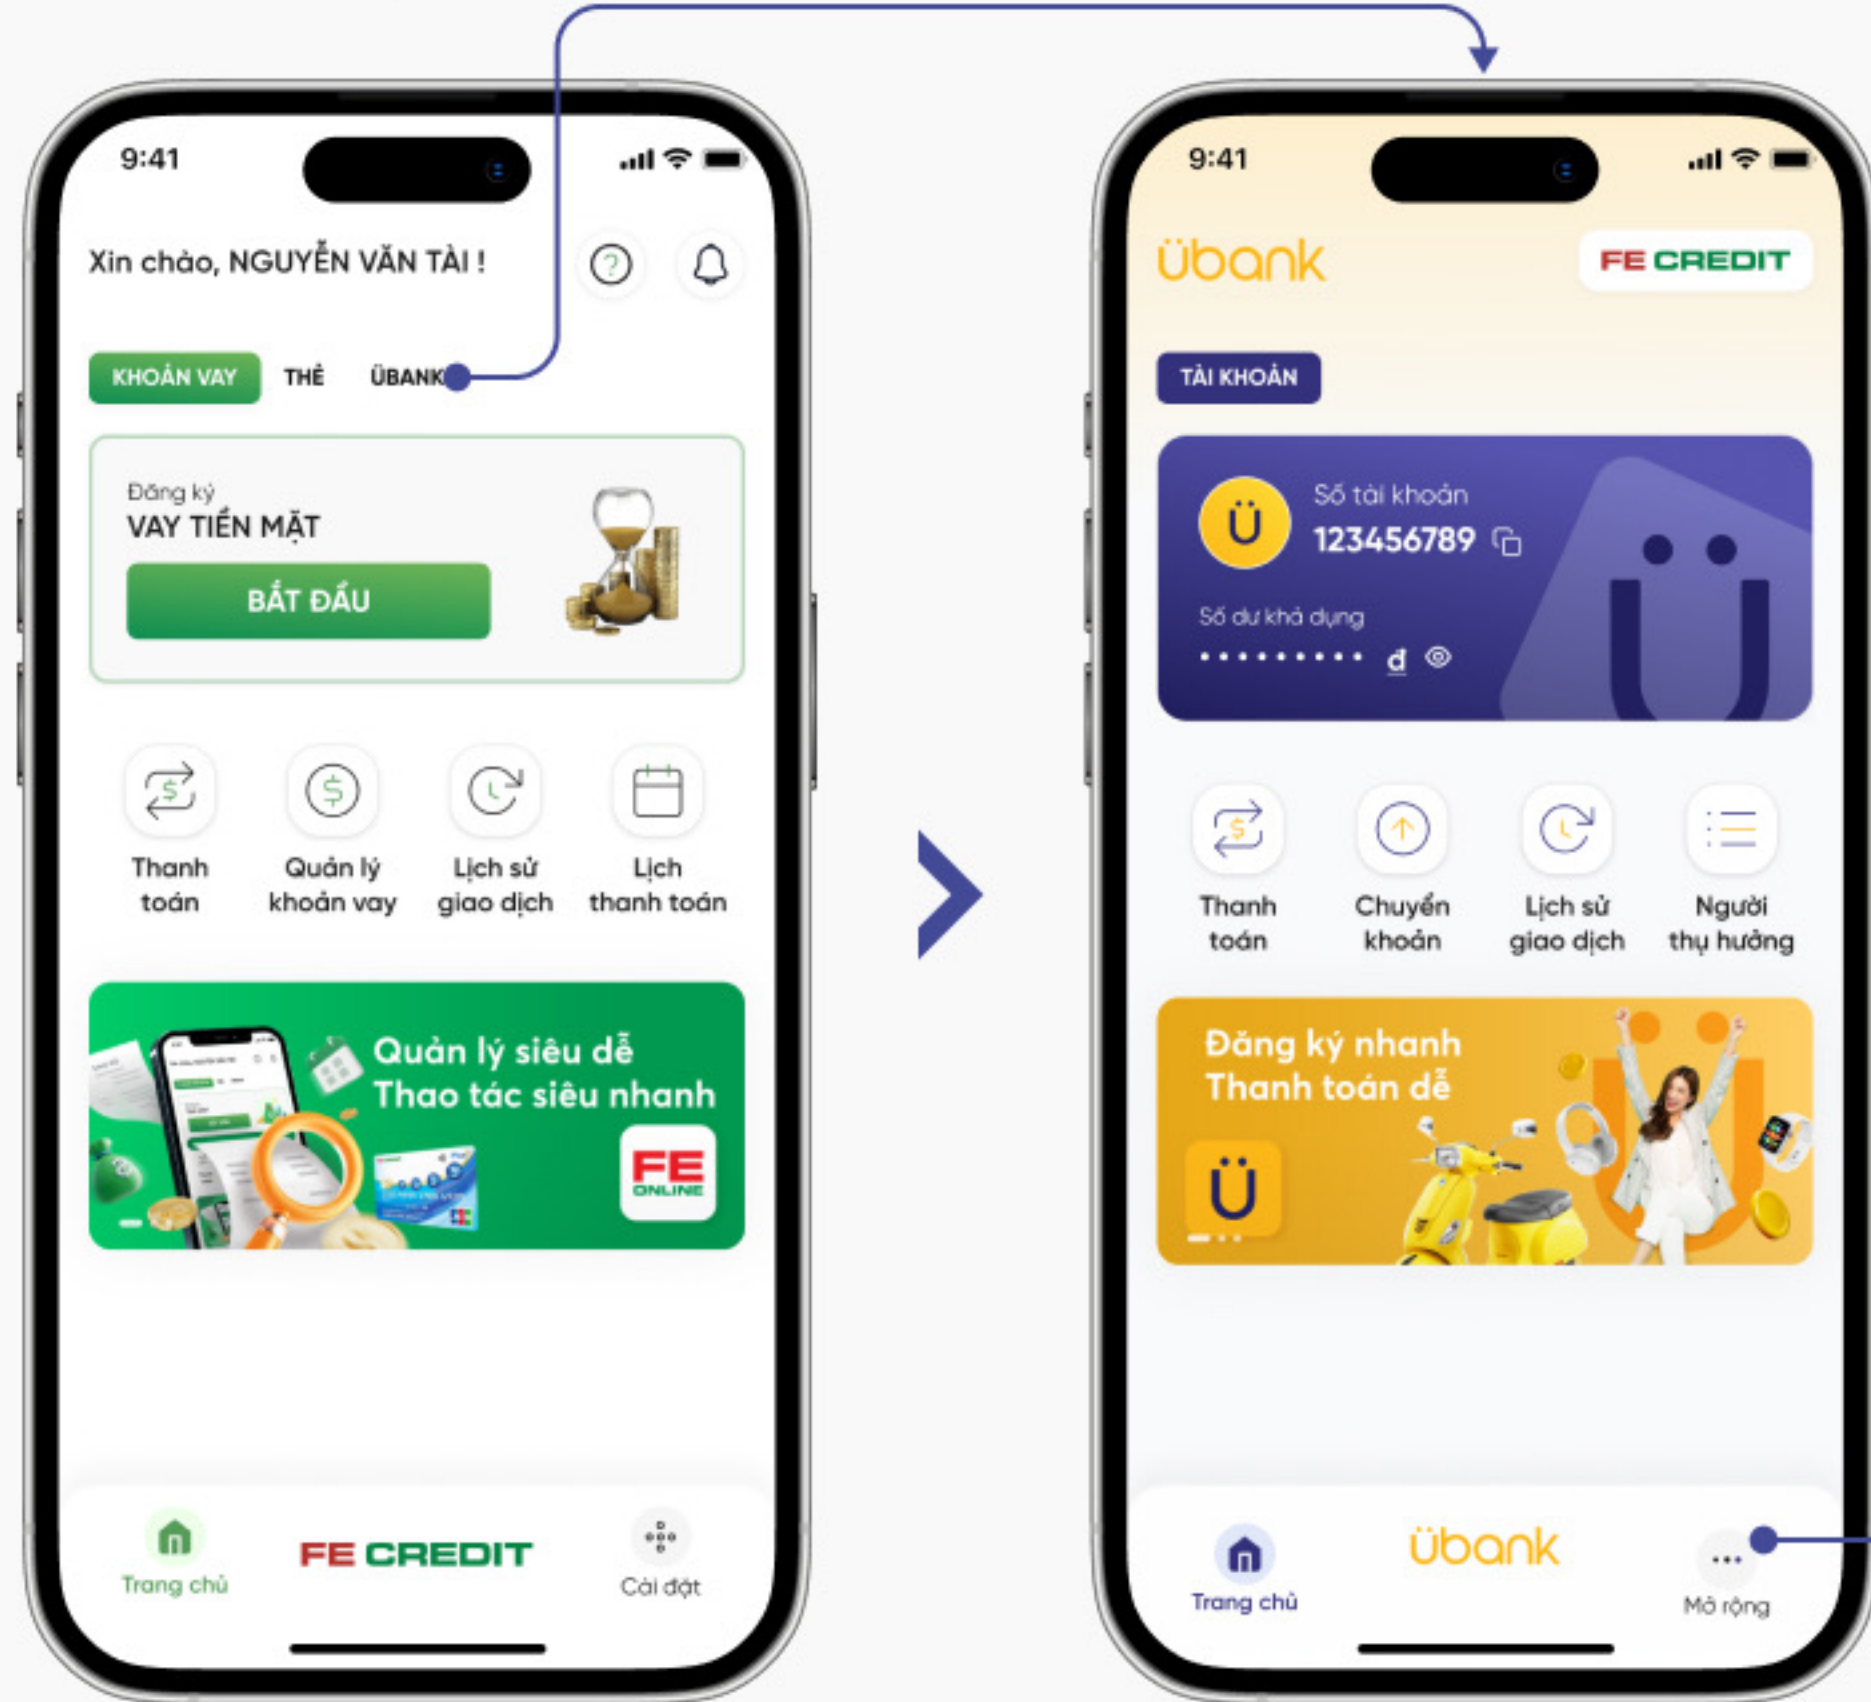 9:41
Xin chào, NGUYỄN VĂN TÀI !
KHOẢN VAY THẺ ÜBANK
Đăng ký
VAY TIỀN MẶT
BẮT ĐẦU
Thanh
toán
Quản lý
khoản vay
Lịch sử
giao dịch
Lịch
thanh toán
Quản lý siêu dễ
Thao tác siêu nhanh
FE
ONLINE
Trang chủ
FE CREDIT
Cài đặt
9:41
übank
FE CREDIT
TÀI KHOẢN
Ü
Số tài khoản
123456789
Số dư khả dụng
••••••••• đ
Ü
Thanh
toán
Chuyển
khoản
Lịch sử
giao dịch
Người
thụ hưởng
Đăng ký nhanh
Thanh toán dễ
Ü
Trang chủ
übank
Mở rộng